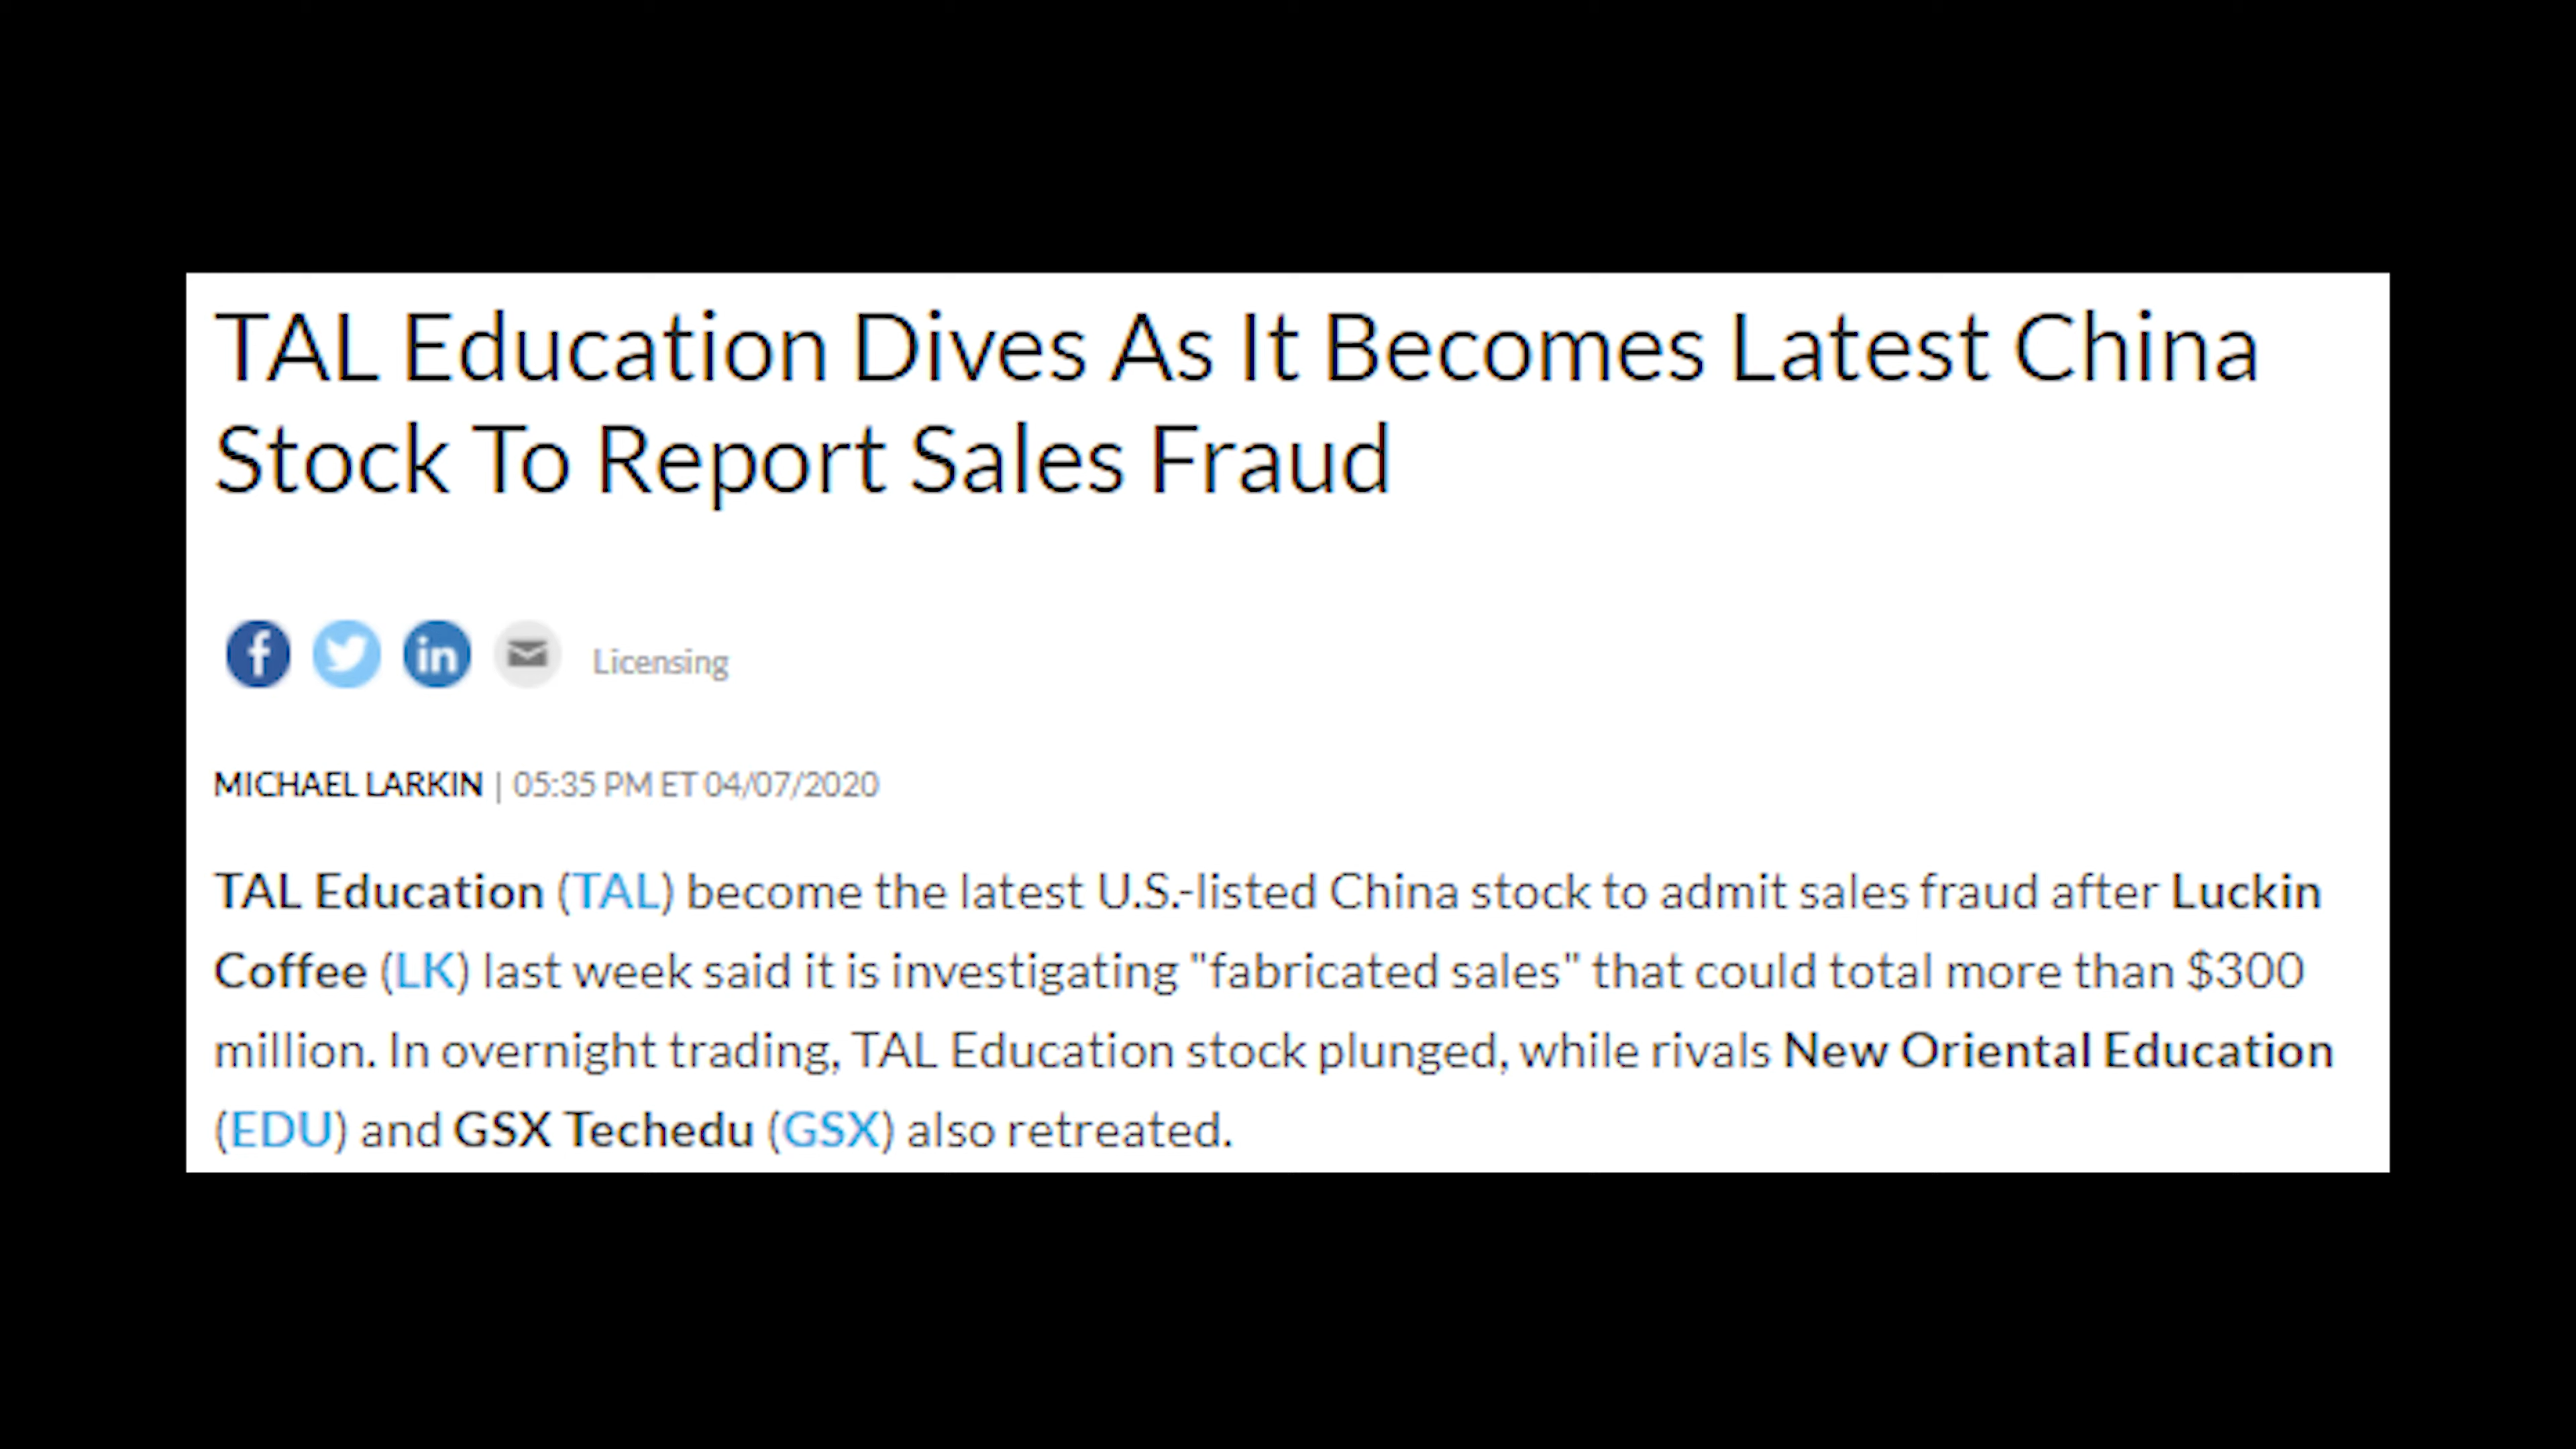 TAL Education Dives As It Becomes Latest China
Stock To Report Sales Fraud
f in Licensing
MICHAEL LARKIN | 05:35 PM ET 04/07/2020
TAL Education (TAL) become the latest U.S.-listed China stock to admit sales fraud after Luckin
Coffee (LK) last week said it is investigating "fabricated sales" that could total more than $300
million. In overnight trading, TAL Education stock plunged, while rivals New Oriental Education
(EDU) and GSX Techedu (GSX) also retreated.